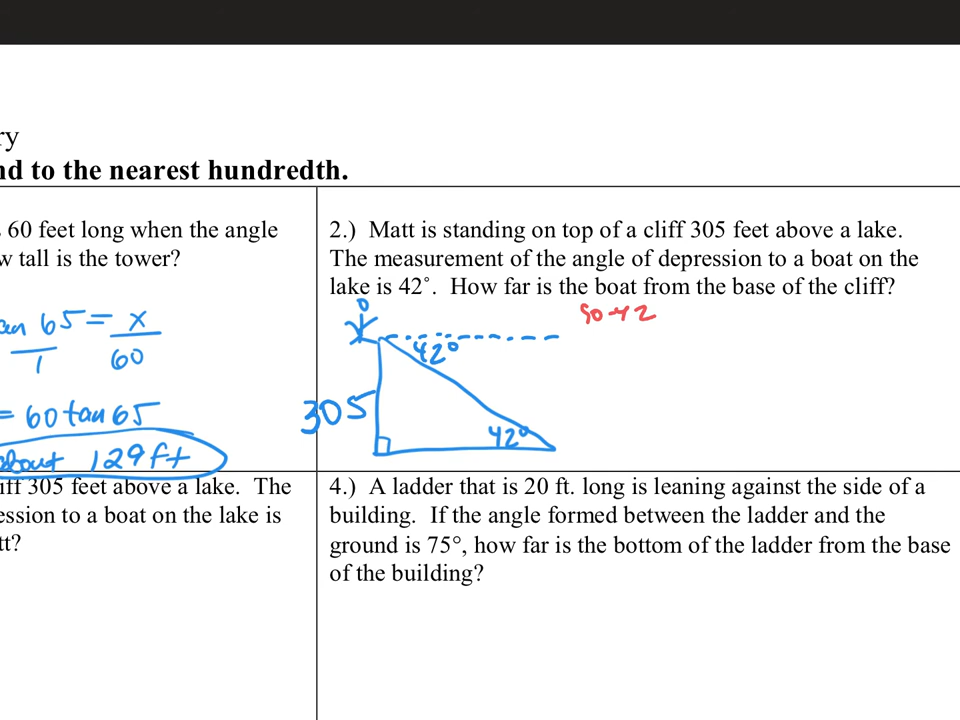 ry
nd to the nearest hundredth.
60 feet long when the angle
w tall is the tower?
an 65 = x
1 60
= 60 tan 65
about 129ft
2.) Matt is standing on top of a cliff 305 feet above a lake.
The measurement of the angle of depression to a boat on the
lake is 42°. How far is the boat from the base of the cliff?
90-42
42°
305
42°
iff 305 feet above a lake. The
ession to a boat on the lake is
tt?
4.) A ladder that is 20 ft. long is leaning against the side of a
building. If the angle formed between the ladder and the
ground is 75°, how far is the bottom of the ladder from the base
of the building?